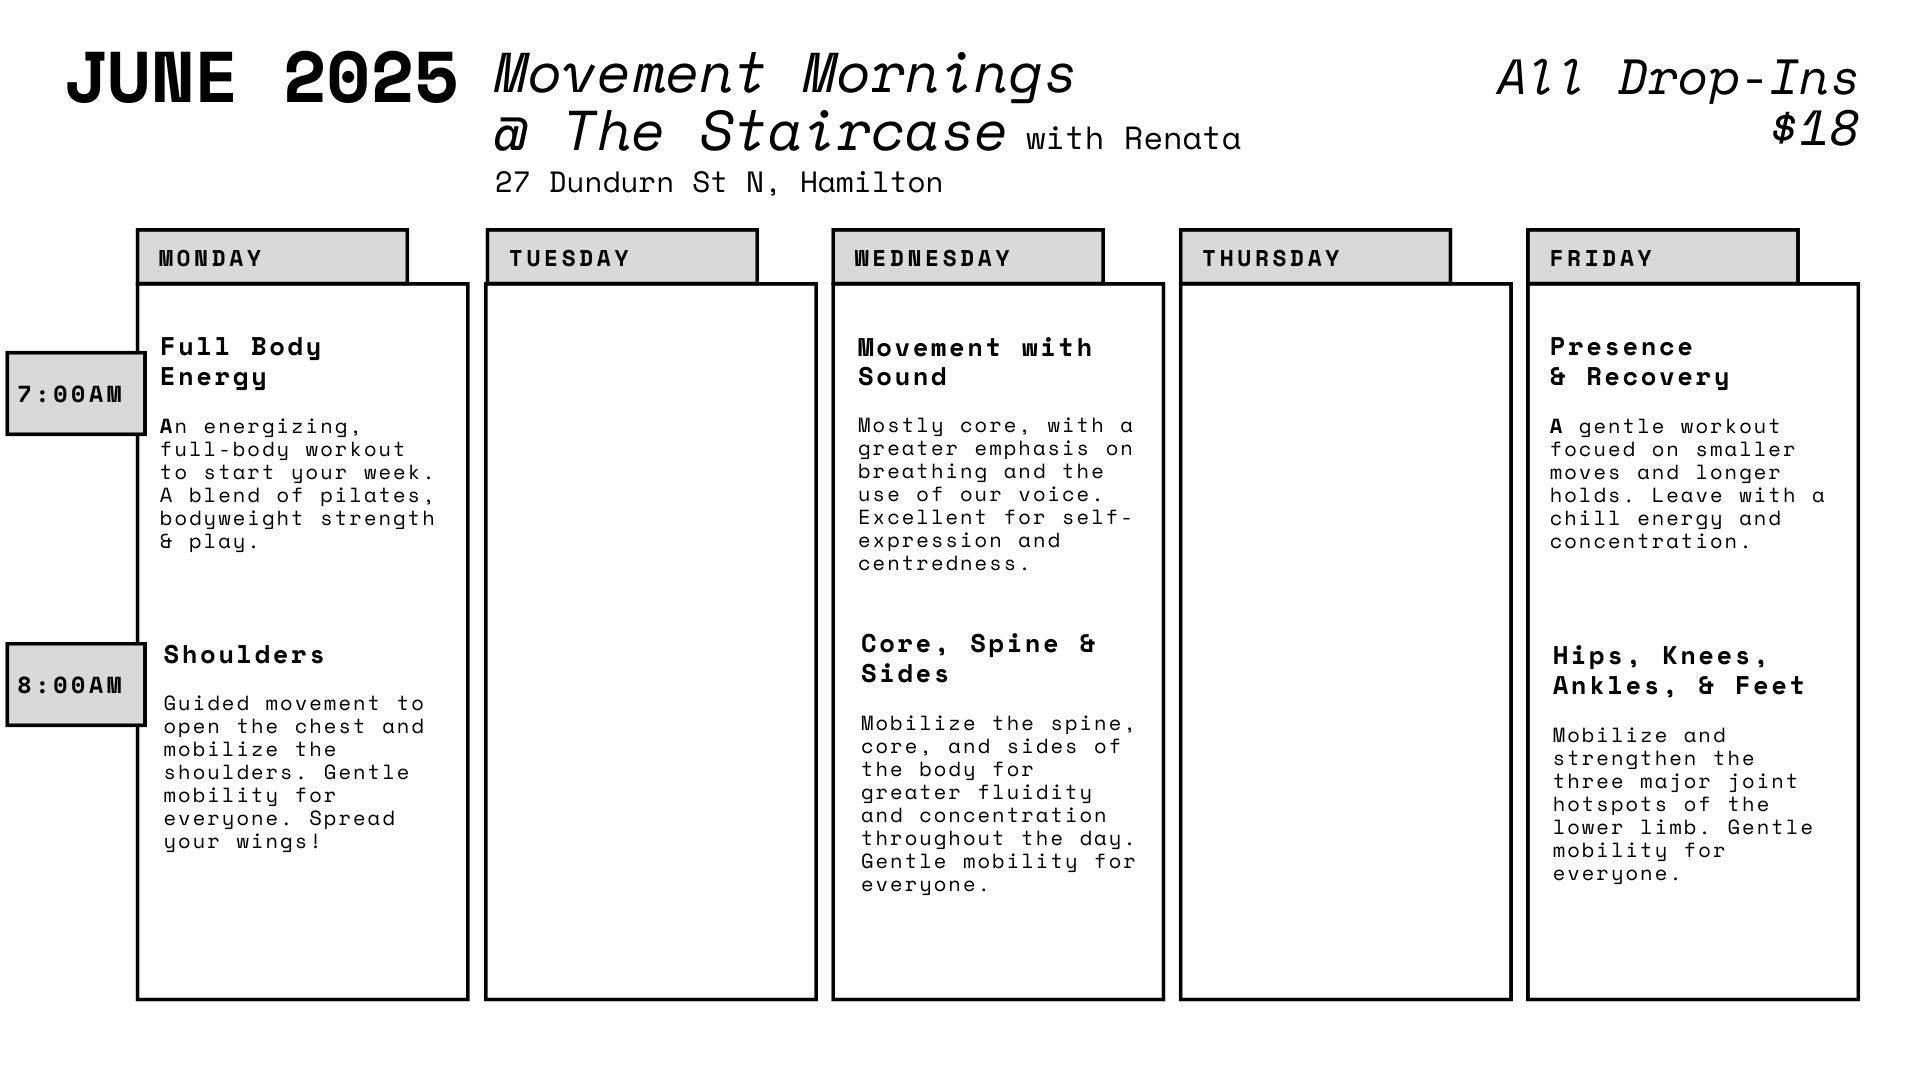 JUNE 2025
Movement Mornings
@ The Staircase with Renata
27 Dundurn St N, Hamilton
All Drop-Ins
$18
MONDAY
TUESDAY
WEDNESDAY
THURSDAY
FRIDAY
7:00AM
Full Body
Energy
An energizing,
full-body workout
to start your week.
A blend of pilates,
bodyweight strength
& play.
Movement with
Sound
Mostly core, with a
greater emphasis on
breathing and the
use of our voice.
Excellent for self-
expression and
centredness.
Presence
& Recovery
A gentle workout
focued on smaller
moves and longer
holds. Leave with a
chill energy and
concentration.
8:00AM
Shoulders
Guided movement to
open the chest and
mobilize the
shoulders. Gentle
mobility for
everyone. Spread
your wings!
Core, Spine &
Sides
Mobilize the spine,
core, and sides of
the body for
greater fluidity
and concentration
throughout the day.
Gentle mobility for
everyone.
Hips, Knees,
Ankles, & Feet
Mobilize and
strengthen the
three major joint
hotspots of the
lower limb. Gentle
mobility for
everyone.